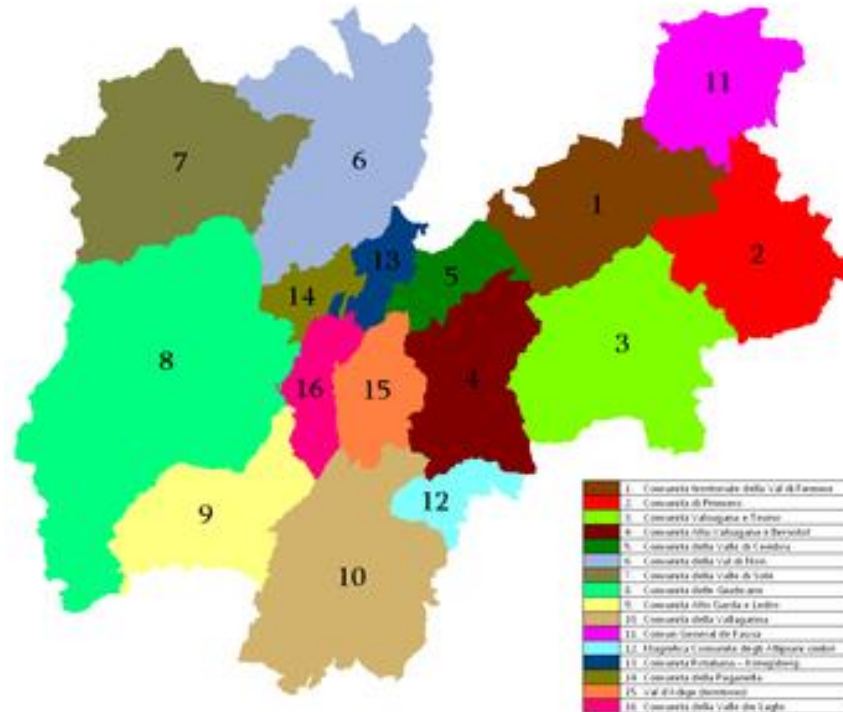 11
6
7
1
13
2
5
14
3
8
16
15
4
12
9
10
1. Comunità territoriale della Val di Fiemme
2. Comunità di Primiero
3. Comunità Valsugana e Tesino
4. Comunità Alta Valsugana e Bersntol
5. Comunità della Valle di Cembra
6. Comunità della Val di Non
7. Comunità della Valle di Sole
8. Comunità delle Giudicarie
9. Comunità Alto Garda e Ledro
10. Comunità della Vallagarina
11. Comun General de Fascia
12. Magnifica Comunità degli Altipiani cimbri
13. Comunità Rotaliana – Königsberg
14. Comunità della Paganella
15. Val d'Adige (territorio)
16. Comunità della Valle dei Laghi